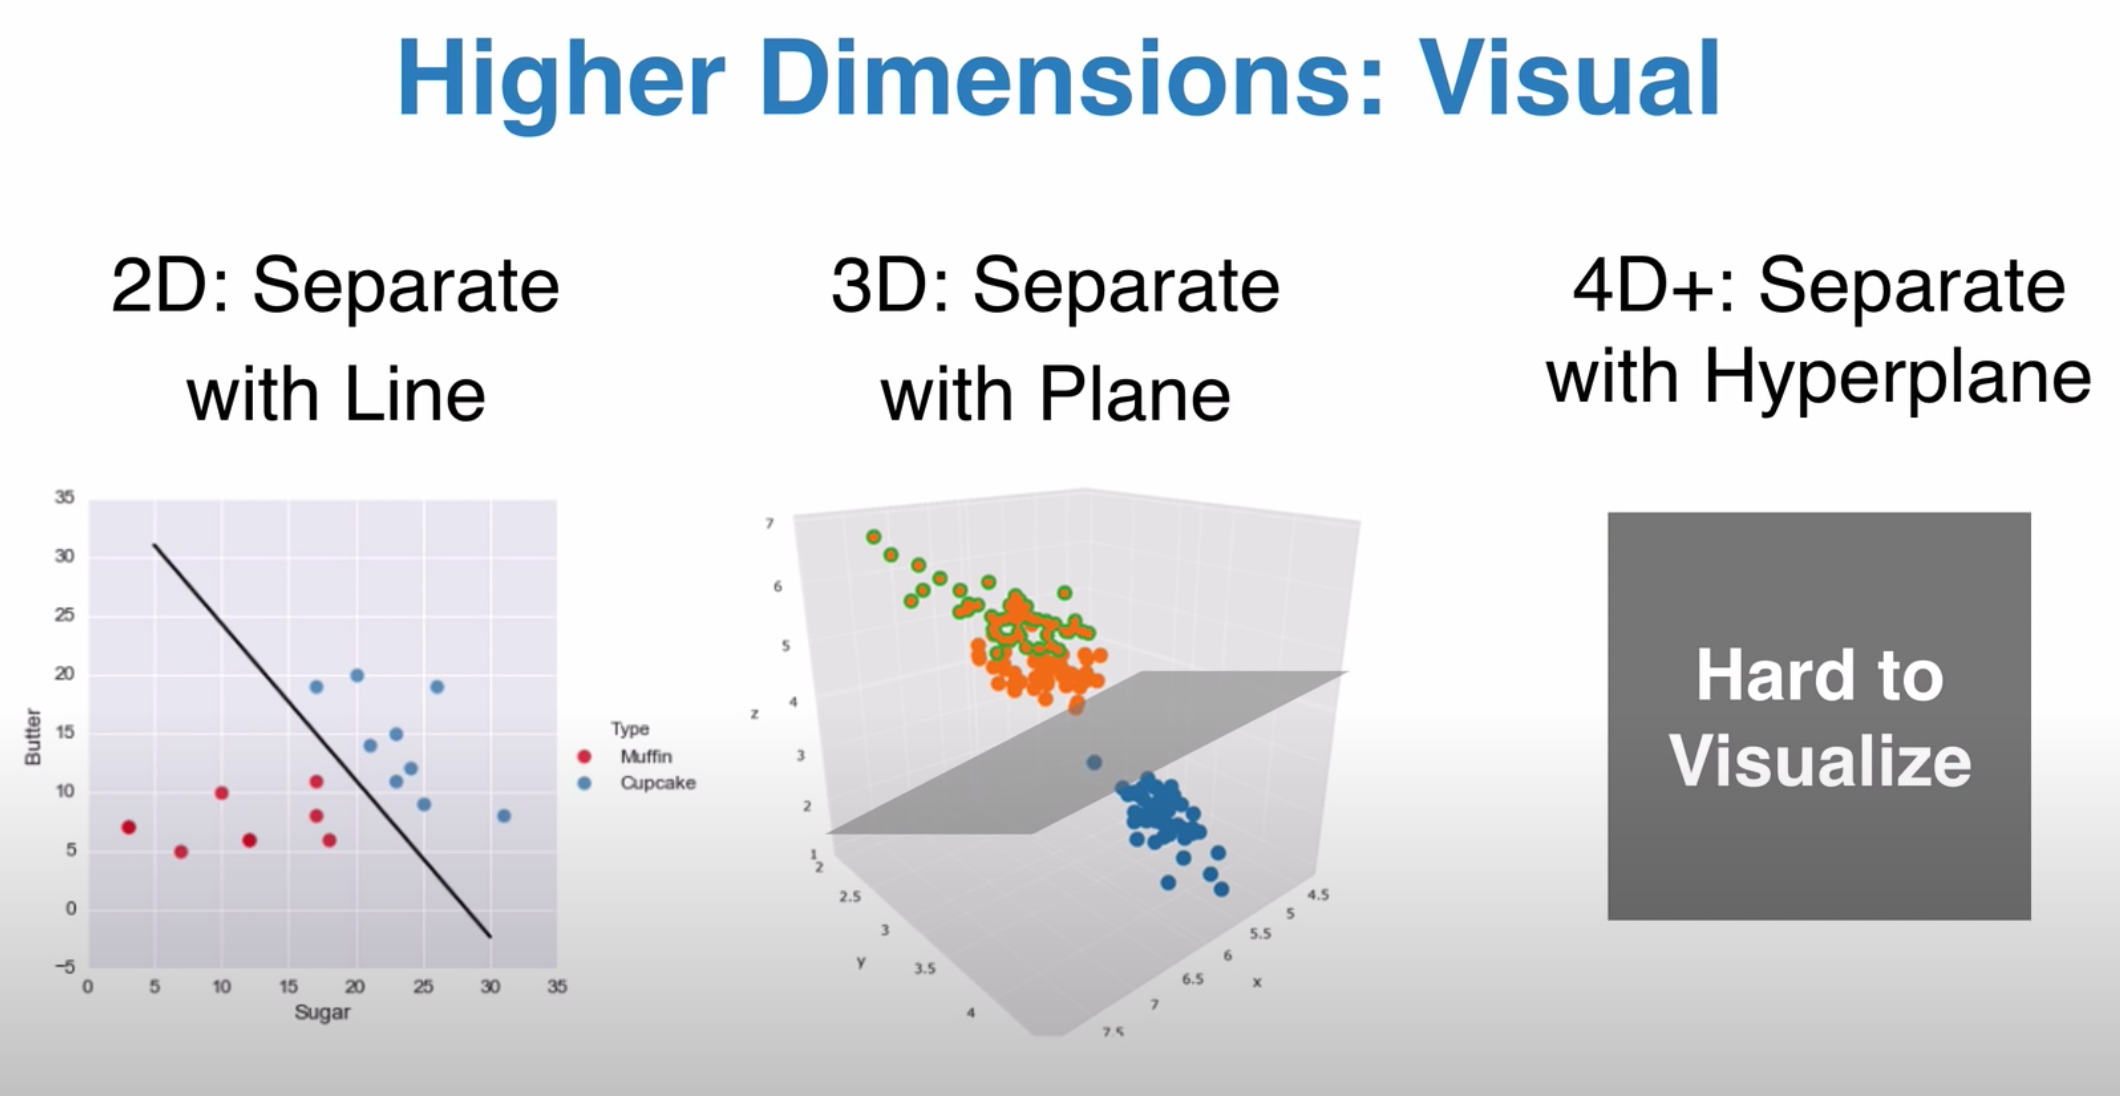 Higher Dimensions: Visual
2D: Separate
with Line
3D: Separate
with Plane
4D+: Separate
with Hyperplane
35
30
25
20
15
10
5
0
−5
Butter
0 5 10 15 20 25 30 35
Sugar
Type
Muffin
Cupcake
7
6
5
4
z
3
2
1
2
2.5
3
y
3.5
4
4.5
5
5.5
6
x
6.5
7
7.5
Hard to
Visualize